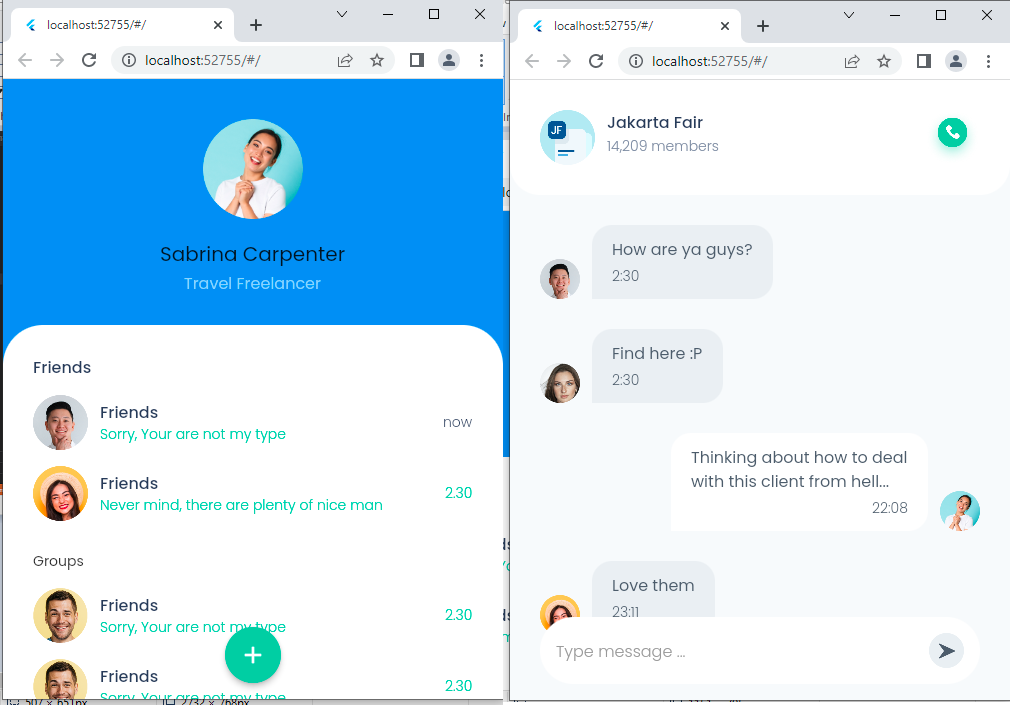 localhost:52755/#/
localhost:52755/#/
Sabrina Carpenter
Travel Freelancer
Friends
Friends
now
Sorry, Your are not my type
Friends
2.30
Never mind, there are plenty of nice man
Groups
Friends
2.30
Sorry, Your are not my type
Friends
2.30
Sorry, Your are not my type
507 × 651px
2732 × 768px
localhost:52755/#/
localhost:52755/#/
JF
Jakarta Fair
14,209 members
How are ya guys?
2:30
Find here :P
2:30
Thinking about how to deal
with this client from hell...
22:08
Love them
23:11
Type message ...